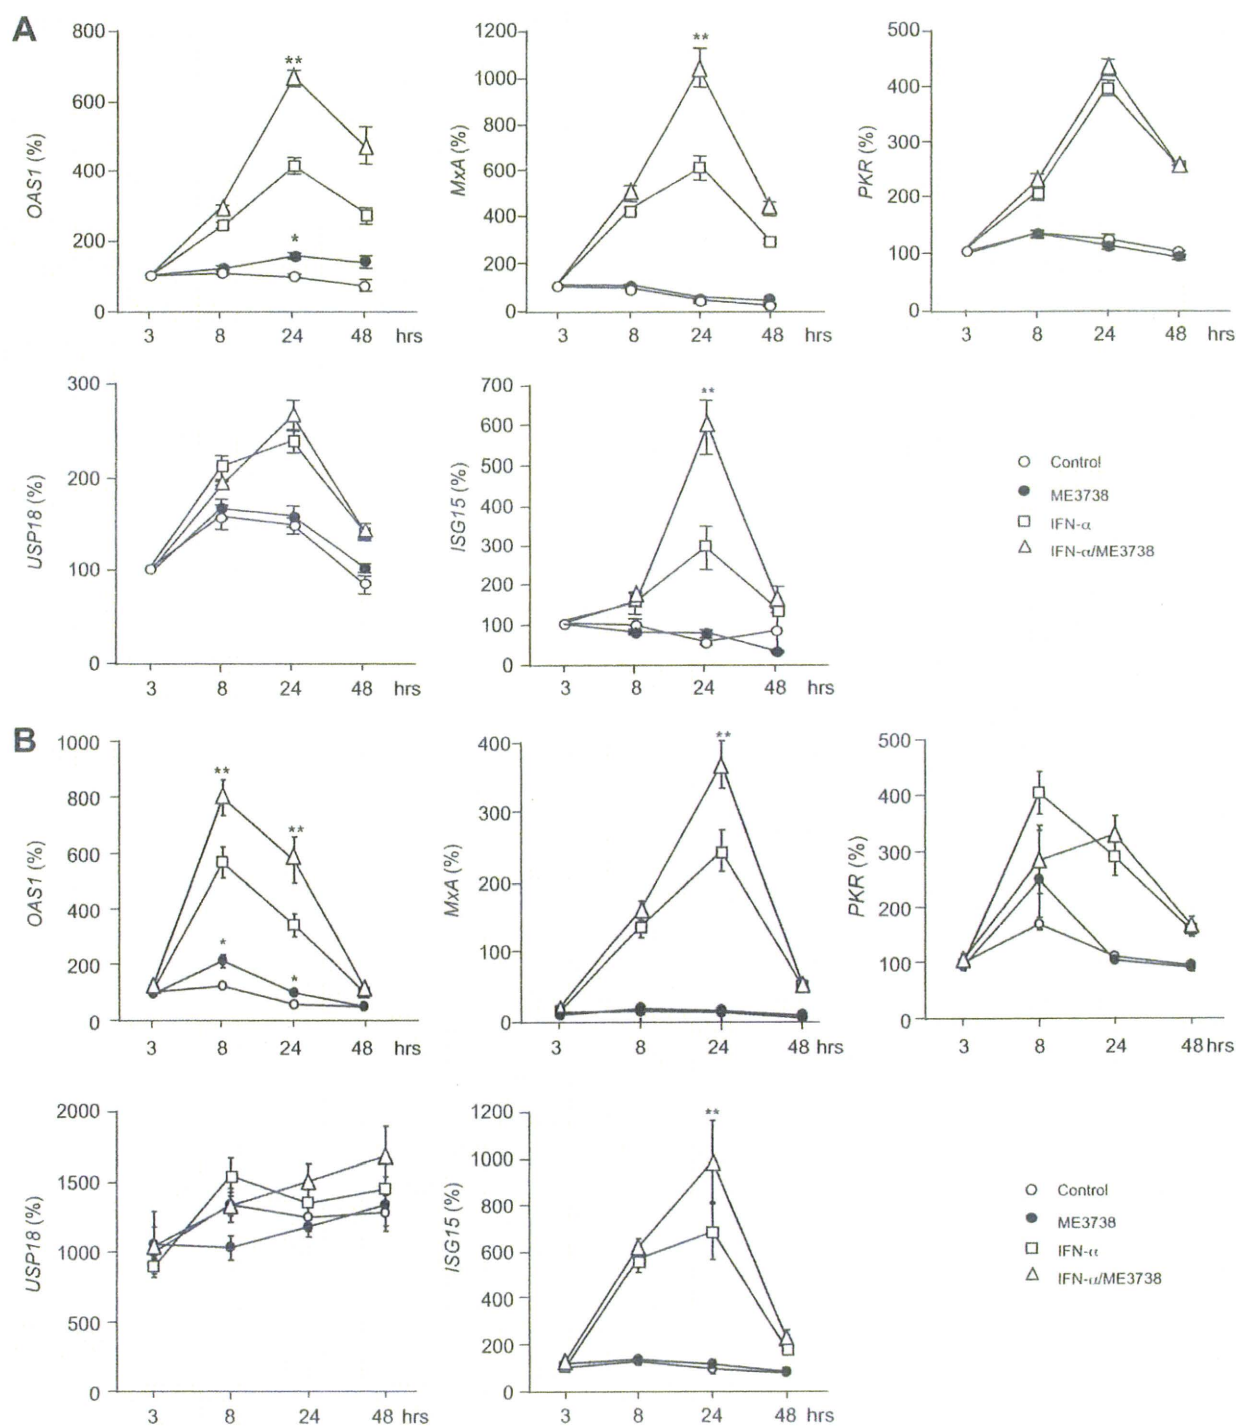 A
OAS1 (%)
800
600
400
200
0
**
*
3 8 24 48 hrs
MxA (%)
1200
1000
800
600
400
200
0
**
3 8 24 48 hrs
PKR (%)
500
400
300
200
100
0
3 8 24 48 hrs
USP18 (%)
300
200
100
0
3 8 24 48 hrs
ISG15 (%)
700
600
500
400
300
200
100
0
**
3 8 24 48 hrs
Control
ME3738
IFN-α
IFN-α/ME3738
B
OAS1 (%)
1000
800
600
400
200
0
**
**
*
*
3 8 24 48 hrs
MxA (%)
400
300
200
100
0
**
3 8 24 48 hrs
PKR (%)
500
400
300
200
100
0
3 8 24 48 hrs
USP18 (%)
2000
1500
1000
500
0
3 8 24 48 hrs
ISG15 (%)
1200
1000
800
600
400
200
0
**
3 8 24 48 hrs
Control
ME3738
IFN-α
IFN-α/ME3738